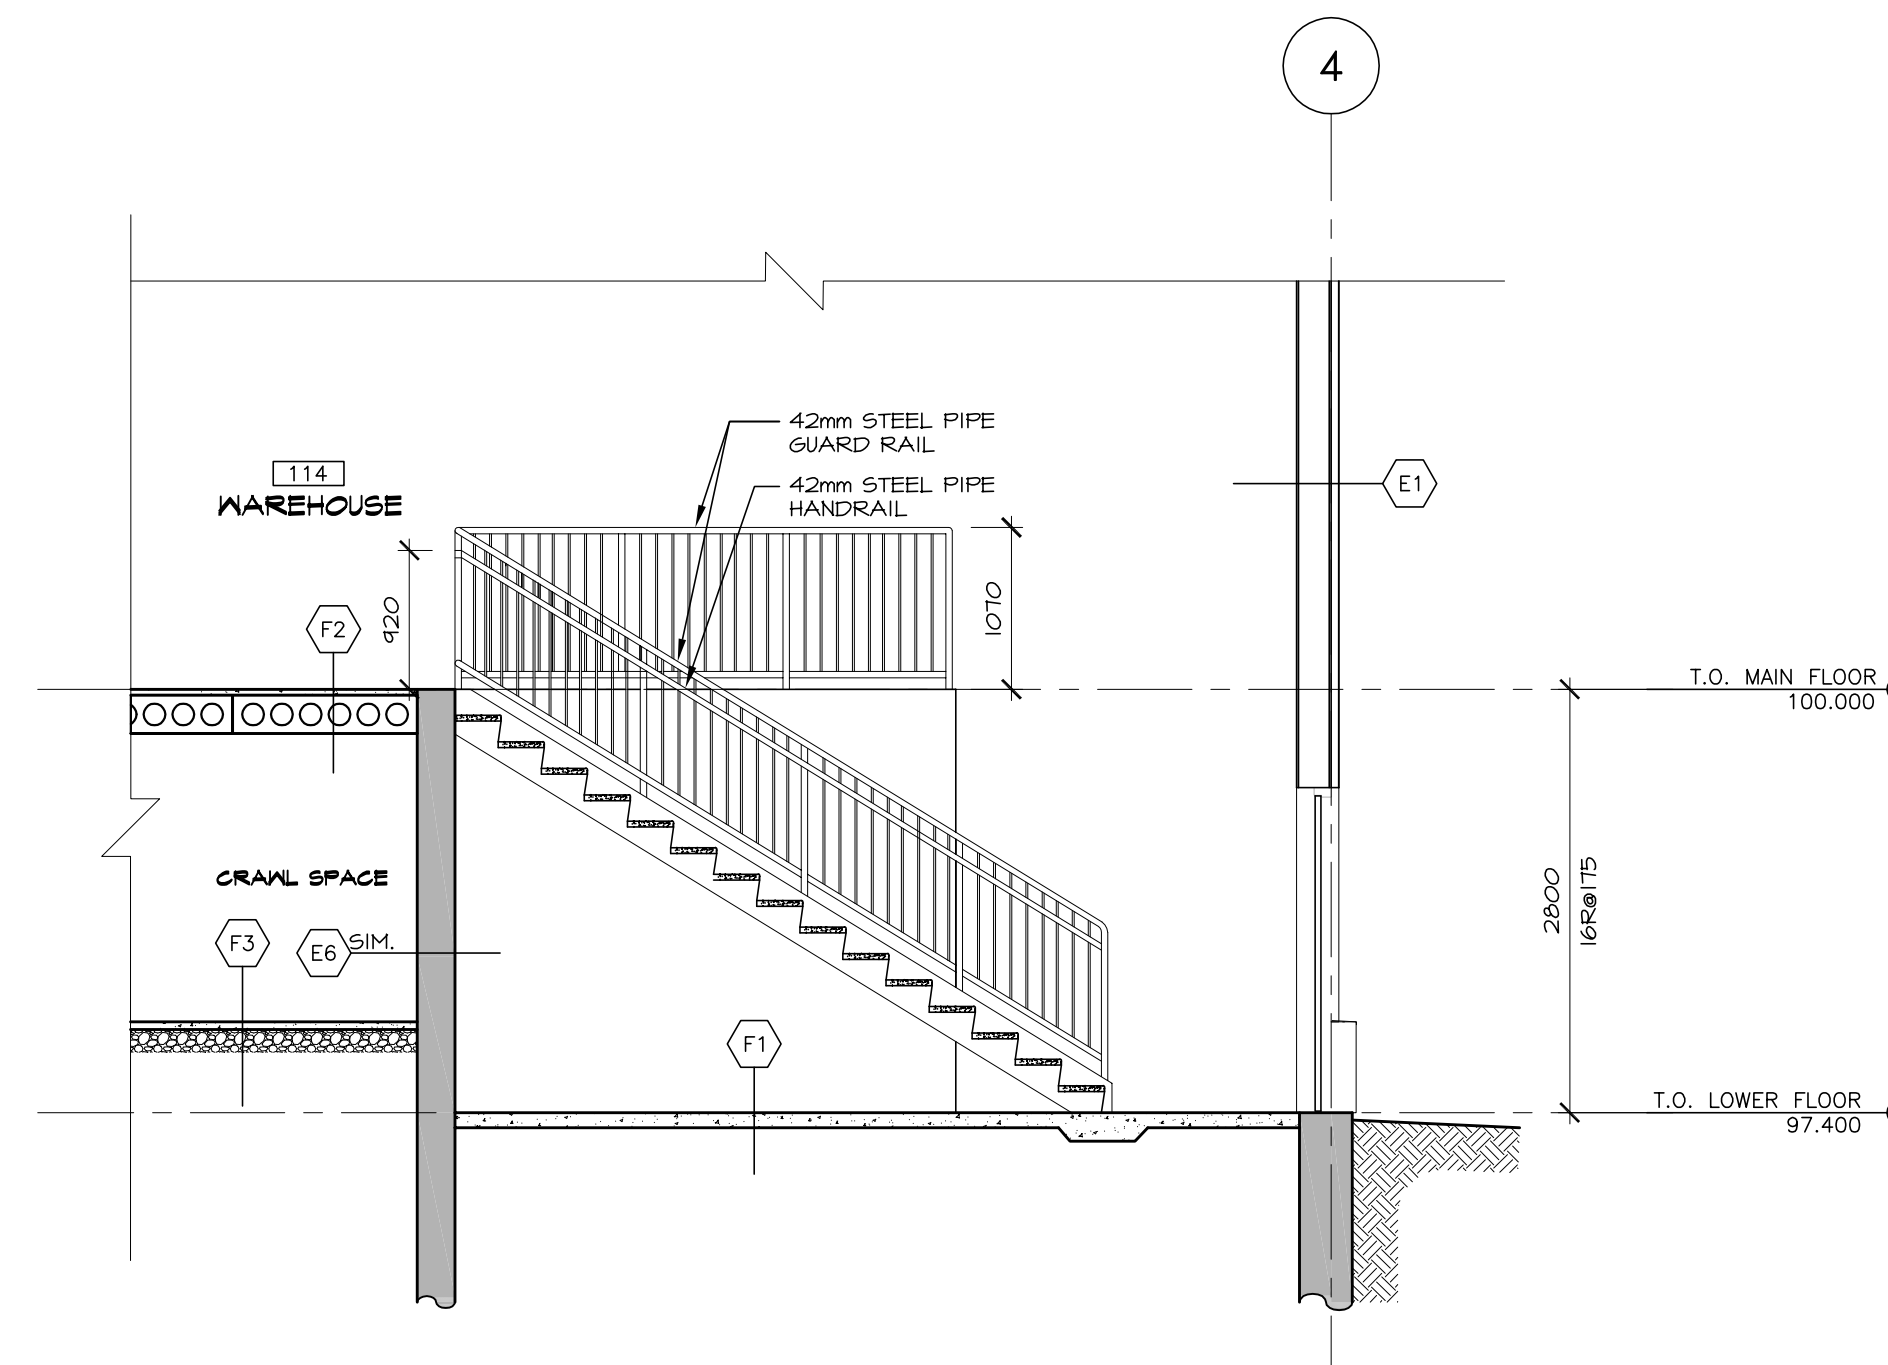 4
42mm STEEL PIPE
GUARD RAIL
114
WAREHOUSE
42mm STEEL PIPE
HANDRAIL
E1
920
1070
F2
T.O. MAIN FLOOR
100.000
CRAWL SPACE
2800
16R@175
F3
E6
SIM.
F1
T.O. LOWER FLOOR
97.400